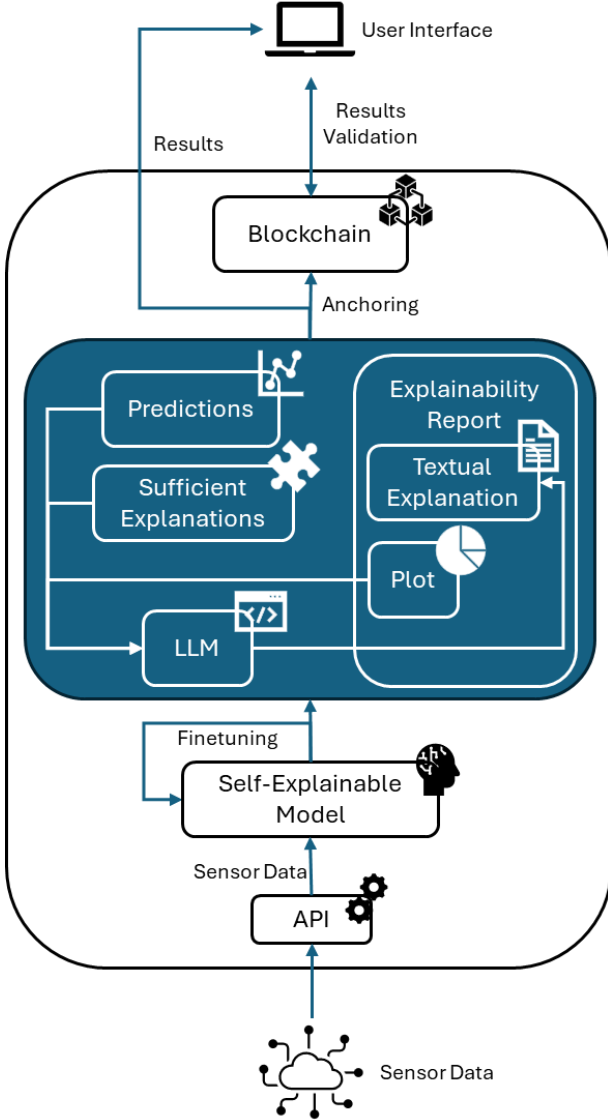 User Interface
Results
Validation
Results
Blockchain
Anchoring
Predictions
Explainability
Report
Sufficient
Explanations
Textual
Explanation
Plot
</>
LLM
Finetuning
Self-Explainable
Model
Sensor Data
API
Sensor Data